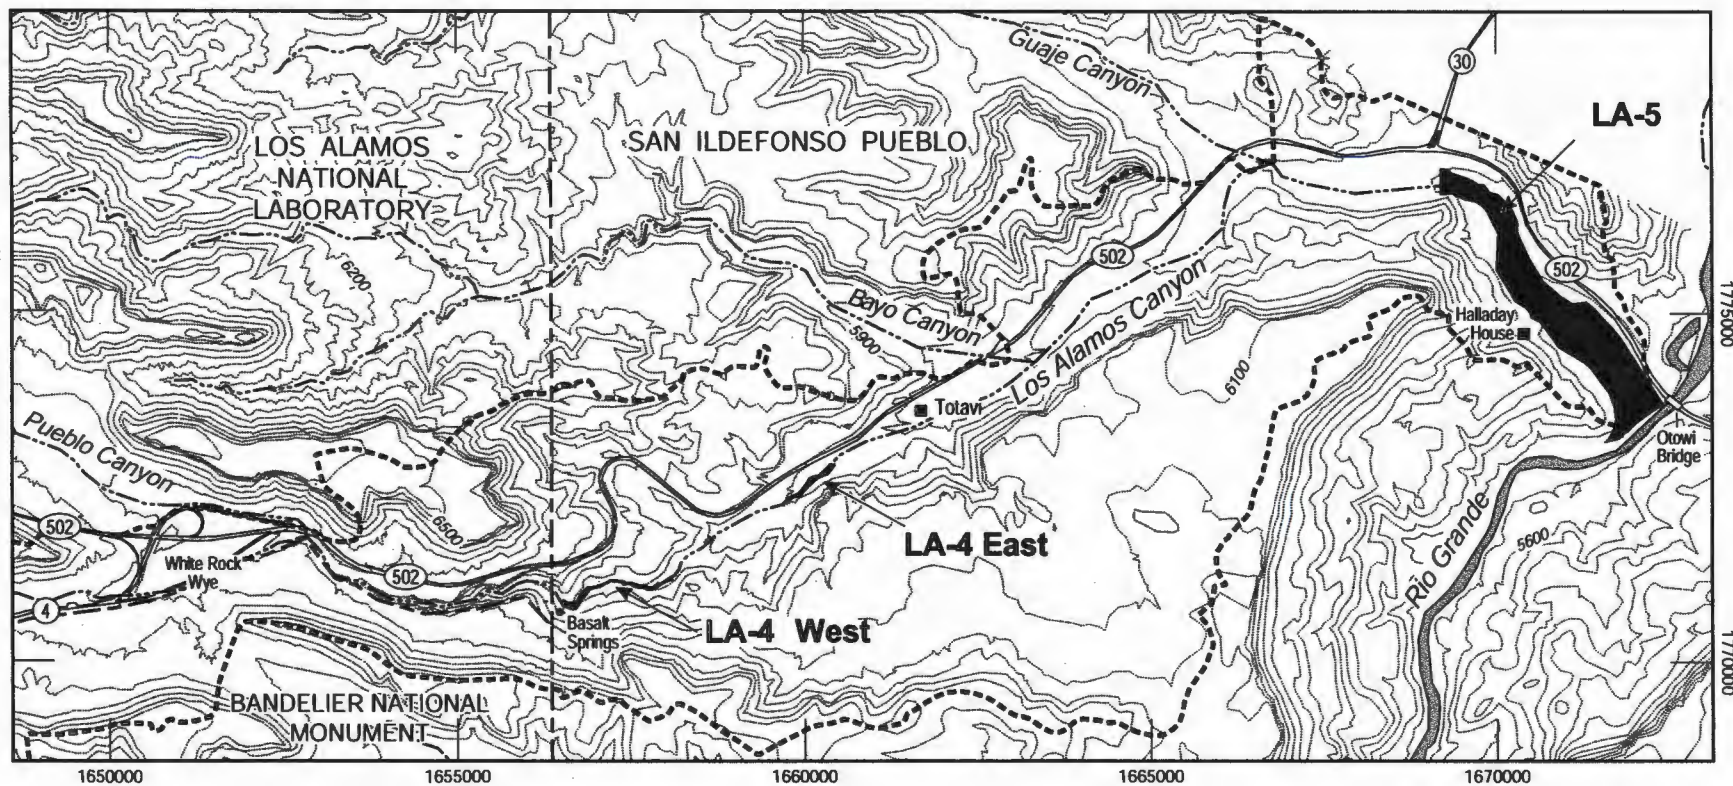 Guaje Canyon
30
LA-5
LOS ALAMOS
NATIONAL
LABORATORY
SAN ILDEFONSO PUEBLO
6200
502
502
Bayo Canyon
5900
Los Alamos Canyon
Halladay
House
1775000
6100
Totavi
Pueblo Canyon
Otowi
Bridge
6500
502
White Rock
Wye
502
LA-4 East
Rio Grande
5600
4
Basalt
Springs
LA-4 West
1770000
BANDELIER NATIONAL
MONUMENT
1650000
1655000
1660000
1665000
1670000